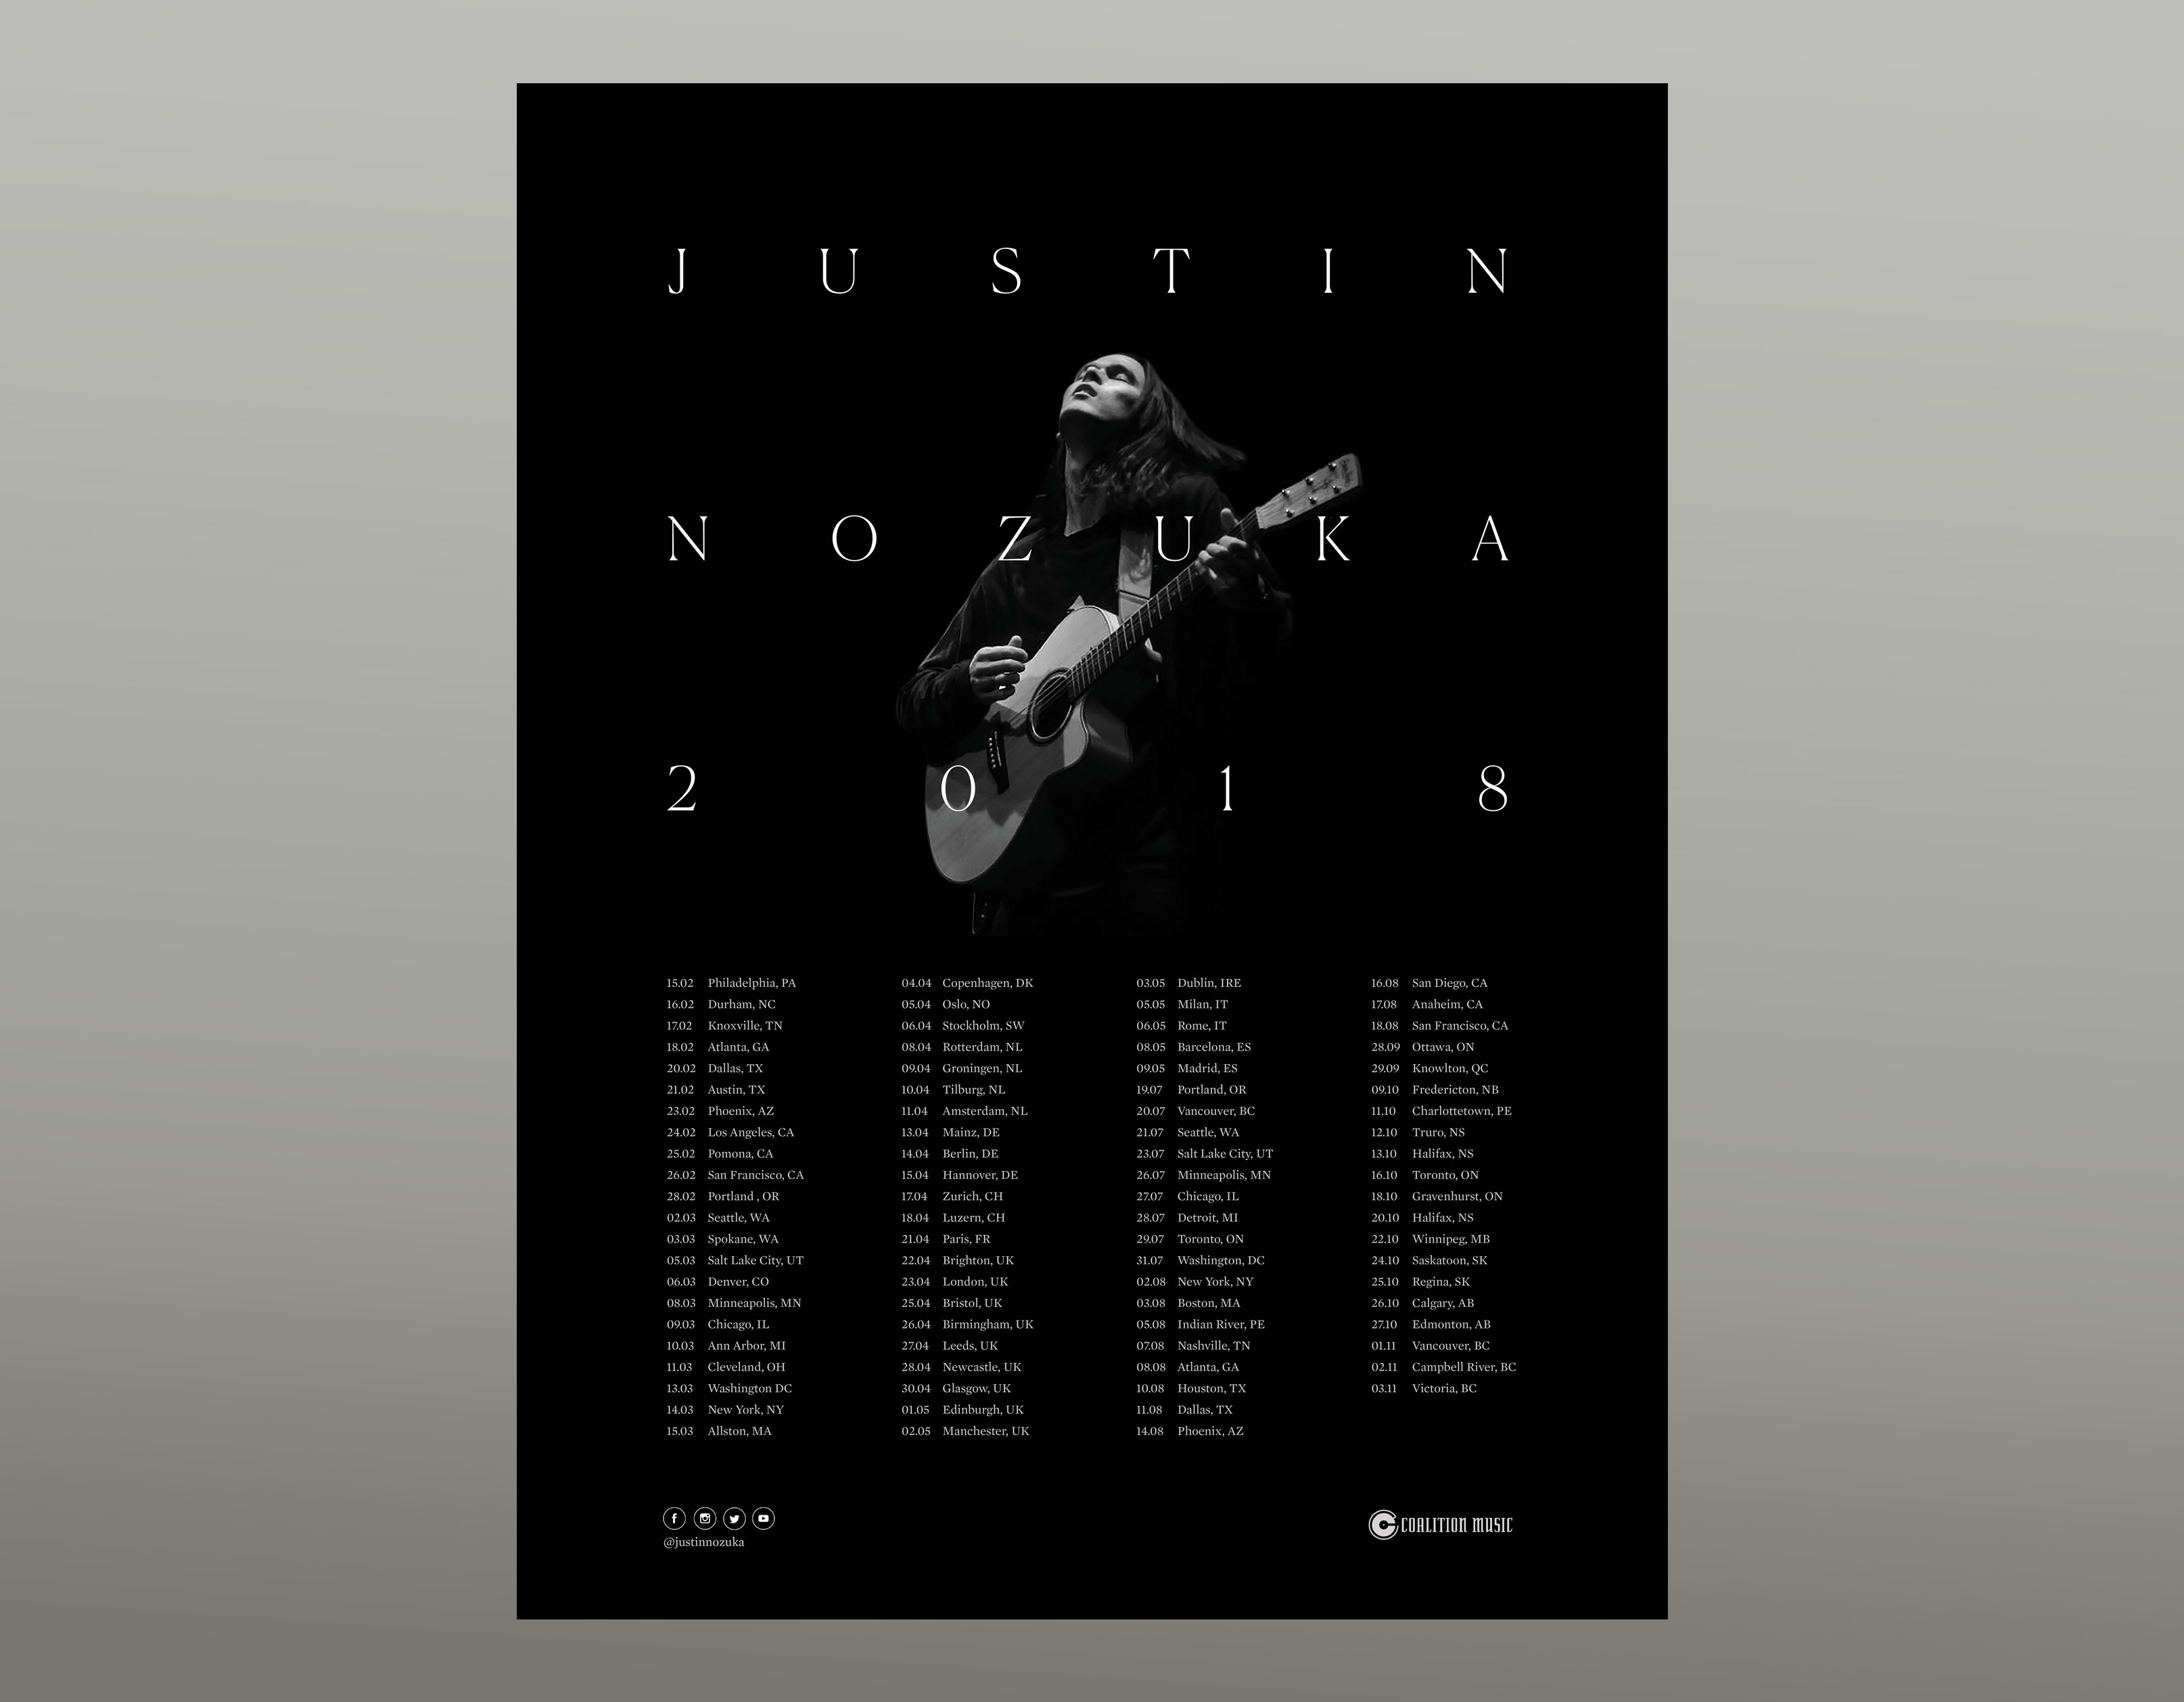 JUSTIN
NOZUKA
2018
15.02 Philadelphia, PA
16.02 Durham, NC
17.02 Knoxville, TN
18.02 Atlanta, GA
20.02 Dallas, TX
21.02 Austin, TX
23.02 Phoenix, AZ
24.02 Los Angeles, CA
25.02 Pomona, CA
26.02 San Francisco, CA
28.02 Portland , OR
02.03 Seattle, WA
03.03 Spokane, WA
05.03 Salt Lake City, UT
06.03 Denver, CO
08.03 Minneapolis, MN
09.03 Chicago, IL
10.03 Ann Arbor, MI
11.03 Cleveland, OH
13.03 Washington DC
14.03 New York, NY
15.03 Allston, MA
04.04 Copenhagen, DK
05.04 Oslo, NO
06.04 Stockholm, SW
08.04 Rotterdam, NL
09.04 Groningen, NL
10.04 Tilburg, NL
11.04 Amsterdam, NL
13.04 Mainz, DE
14.04 Berlin, DE
15.04 Hannover, DE
17.04 Zurich, CH
18.04 Luzern, CH
21.04 Paris, FR
22.04 Brighton, UK
23.04 London, UK
25.04 Bristol, UK
26.04 Birmingham, UK
27.04 Leeds, UK
28.04 Newcastle, UK
30.04 Glasgow, UK
01.05 Edinburgh, UK
02.05 Manchester, UK
03.05 Dublin, IRE
05.05 Milan, IT
06.05 Rome, IT
08.05 Barcelona, ES
09.05 Madrid, ES
19.07 Portland, OR
20.07 Vancouver, BC
21.07 Seattle, WA
23.07 Salt Lake City, UT
26.07 Minneapolis, MN
27.07 Chicago, IL
28.07 Detroit, MI
29.07 Toronto, ON
31.07 Washington, DC
02.08 New York, NY
03.08 Boston, MA
05.08 Indian River, PE
07.08 Nashville, TN
08.08 Atlanta, GA
10.08 Houston, TX
11.08 Dallas, TX
14.08 Phoenix, AZ
16.08 San Diego, CA
17.08 Anaheim, CA
18.08 San Francisco, CA
28.09 Ottawa, ON
29.09 Knowlton, QC
09.10 Fredericton, NB
11.10 Charlottetown, PE
12.10 Truro, NS
13.10 Halifax, NS
16.10 Toronto, ON
18.10 Gravenhurst, ON
20.10 Halifax, NS
22.10 Winnipeg, MB
24.10 Saskatoon, SK
25.10 Regina, SK
26.10 Calgary, AB
27.10 Edmonton, AB
01.11 Vancouver, BC
02.11 Campbell River, BC
03.11 Victoria, BC
@justinnozuka
COALITION MUSIC